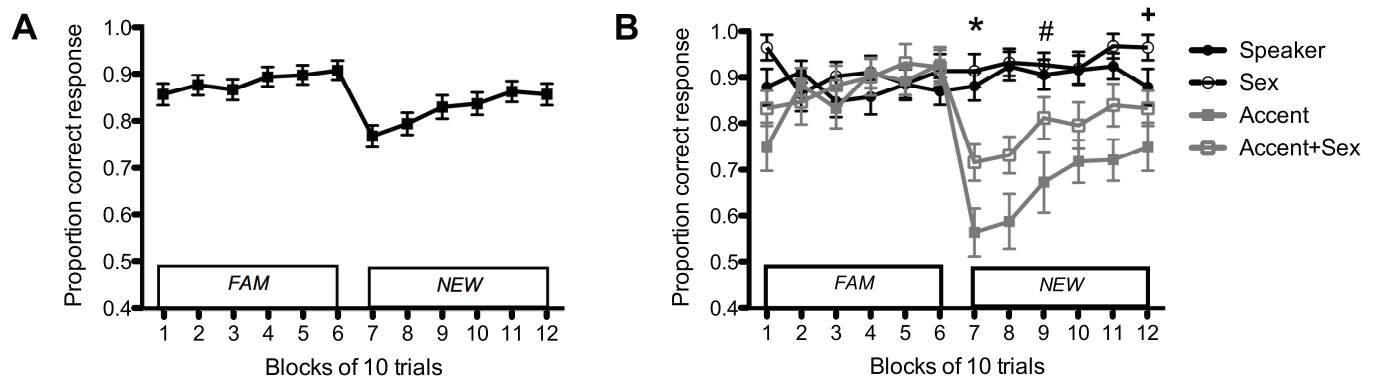 A
Proportion correct response
1.0
0.9
0.8
0.7
0.6
0.5
0.4
FAM
NEW
1 2 3 4 5 6 7 8 9 10 11 12
Blocks of 10 trials
B
Proportion correct response
1.0
0.9
0.8
0.7
0.6
0.5
0.4
* # +
FAM
NEW
1 2 3 4 5 6 7 8 9 10 11 12
Blocks of 10 trials
Speaker
Sex
Accent
Accent+Sex